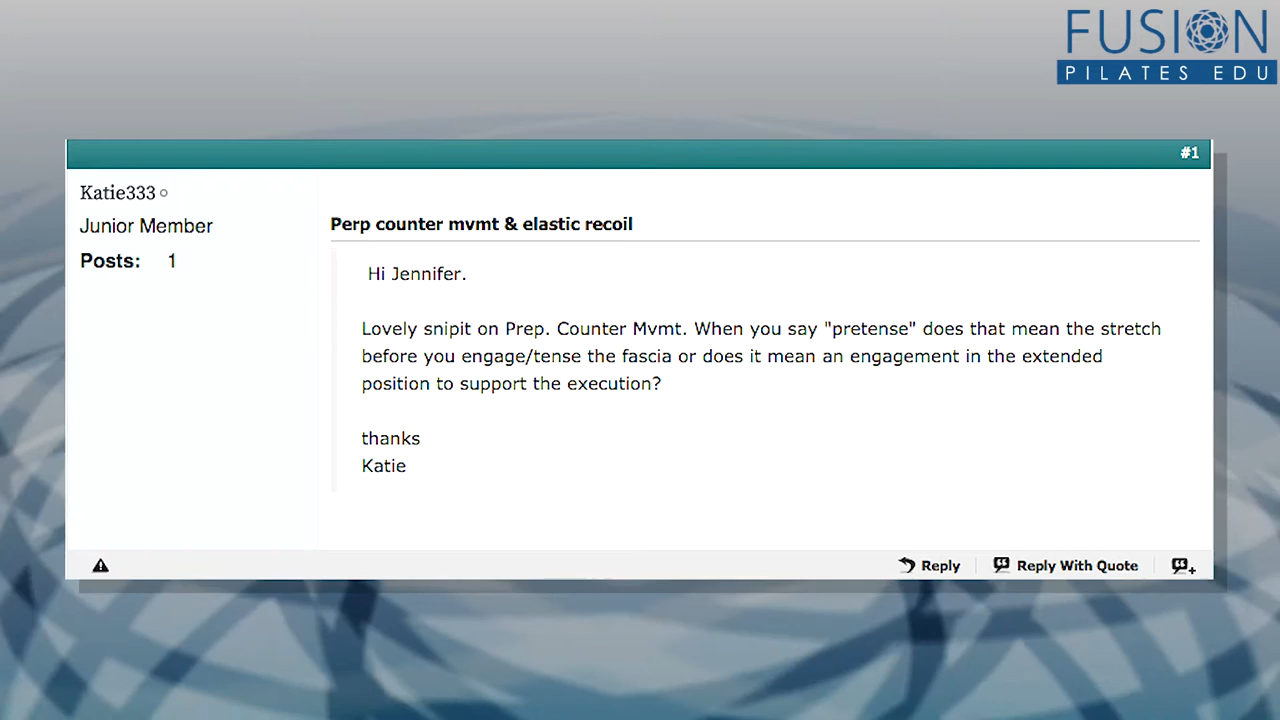 FUSION
PILATES EDU
#1
Katie333
Junior Member
Posts: 1
Perp counter mvmt & elastic recoil
Hi Jennifer.
Lovely snipit on Prep. Counter Mvmt. When you say "pretense" does that mean the stretch
before you engage/tense the fascia or does it mean an engagement in the extended
position to support the execution?
thanks
Katie
Reply
Reply With Quote